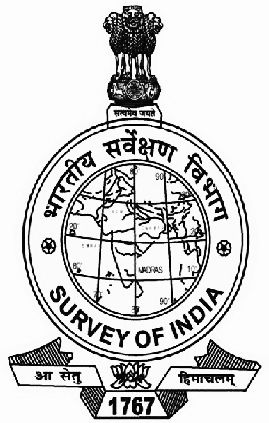 सत्यमेव जयते
भारतीय सर्वेक्षण विभाग
MADRAS
SURVEY OF INDIA
आ सेतु
हिमाचलम्
1767